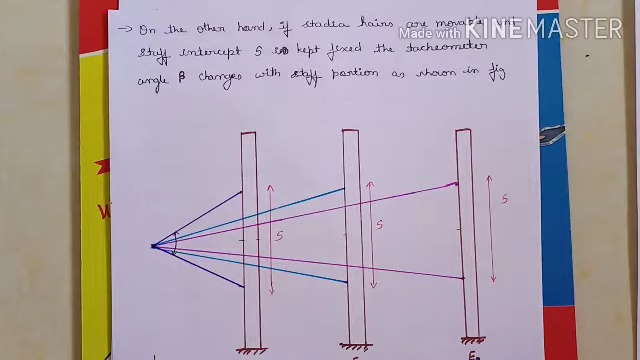 → On the other hand, if stadia hairs are movable
staff intercept S is kept fixed the tacheometer
angle β changes with staff portion as shown in fig
Made with KINEMASTER
S
S
S